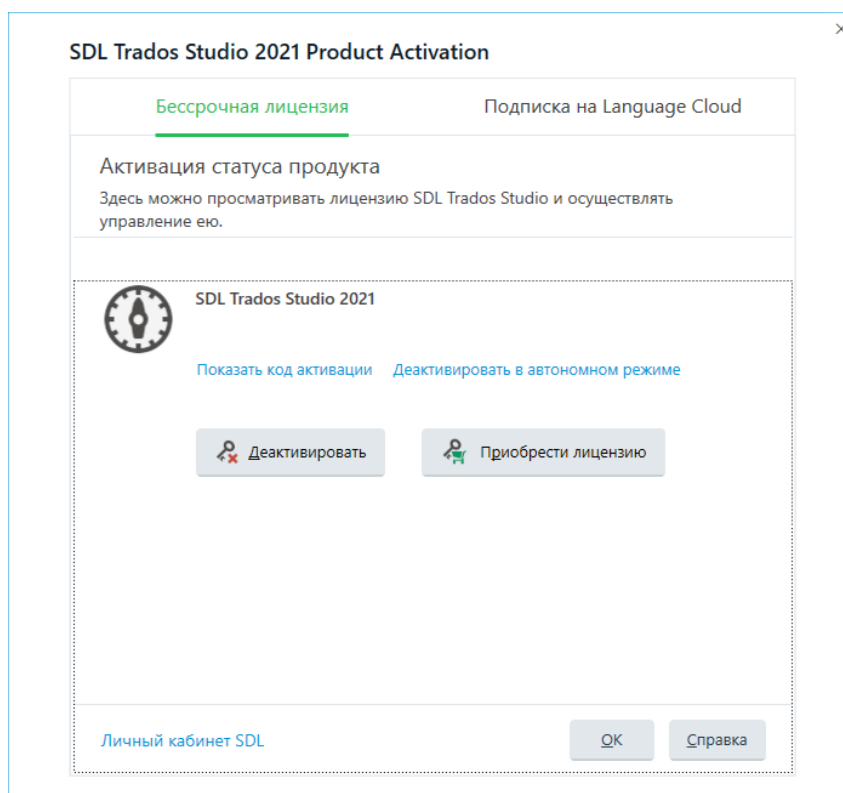 SDL Trados Studio 2021 Product Activation
Бессрочная лицензия
Подписка на Language Cloud
Активация статуса продукта
Здесь можно просматривать лицензию SDL Trados Studio и осуществлять
управление ею.
SDL Trados Studio 2021
Показать код активации
Деактивировать в автономном режиме
Деактивировать
Приобрести лицензию
Личный кабинет SDL
OK
Справка